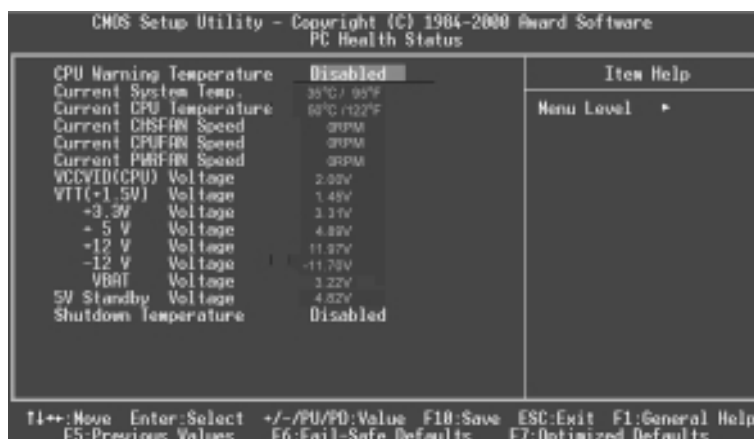 CMOS Setup Utility - Copyright (C) 1984-2000 Award Software
PC Health Status
CPU Warning Temperature Disabled
Current System Temp. 35°C / 95°F
Current CPU Temperature 50°C /122°F
Current CHSFAN Speed 0RPM
Current CPUFAN Speed 0RPM
Current PWRFAN Speed 0RPM
VCCVID(CPU) Voltage 2.00V
VTT(+1.5V) Voltage 1.48V
+3.3V Voltage 3.31V
+ 5 V Voltage 4.89V
+12 V Voltage 11.97V
-12 V Voltage -11.70V
VBAT Voltage 3.22V
5V Standby Voltage 4.82V
Shutdown Temperature Disabled
Item Help
Menu Level ►
↑↓→←:Move Enter:Select +/-/PU/PD:Value F10:Save ESC:Exit F1:General Help
F5:Previous Values F6:Fail-Safe Defaults F7:Optimized Defaults